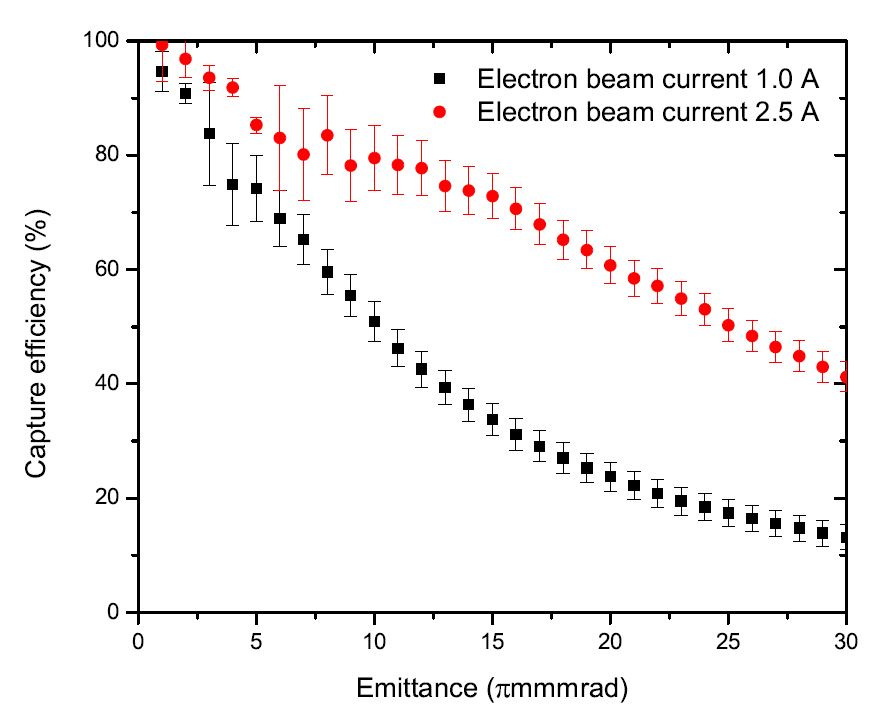 100
80
60
40
20
0
0 5 10 15 20 25 30
Capture efficiency (%)
Emittance (πmmmrad)
Electron beam current 1.0 A
Electron beam current 2.5 A